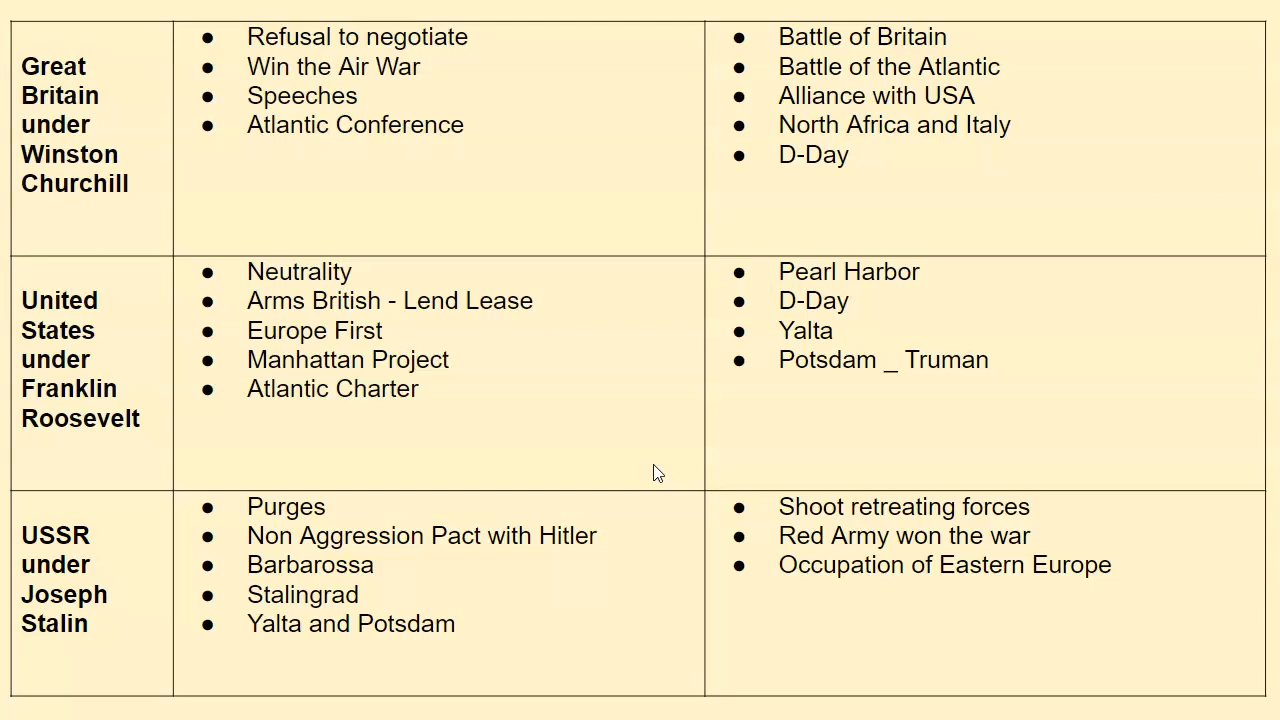 Great
Britain
under
Winston
Churchill
● Refusal to negotiate
● Win the Air War
● Speeches
● Atlantic Conference
● Battle of Britain
● Battle of the Atlantic
● Alliance with USA
● North Africa and Italy
● D-Day
United
States
under
Franklin
Roosevelt
● Neutrality
● Arms British - Lend Lease
● Europe First
● Manhattan Project
● Atlantic Charter
● Pearl Harbor
● D-Day
● Yalta
● Potsdam _ Truman
USSR
under
Joseph
Stalin
● Purges
● Non Aggression Pact with Hitler
● Barbarossa
● Stalingrad
● Yalta and Potsdam
● Shoot retreating forces
● Red Army won the war
● Occupation of Eastern Europe